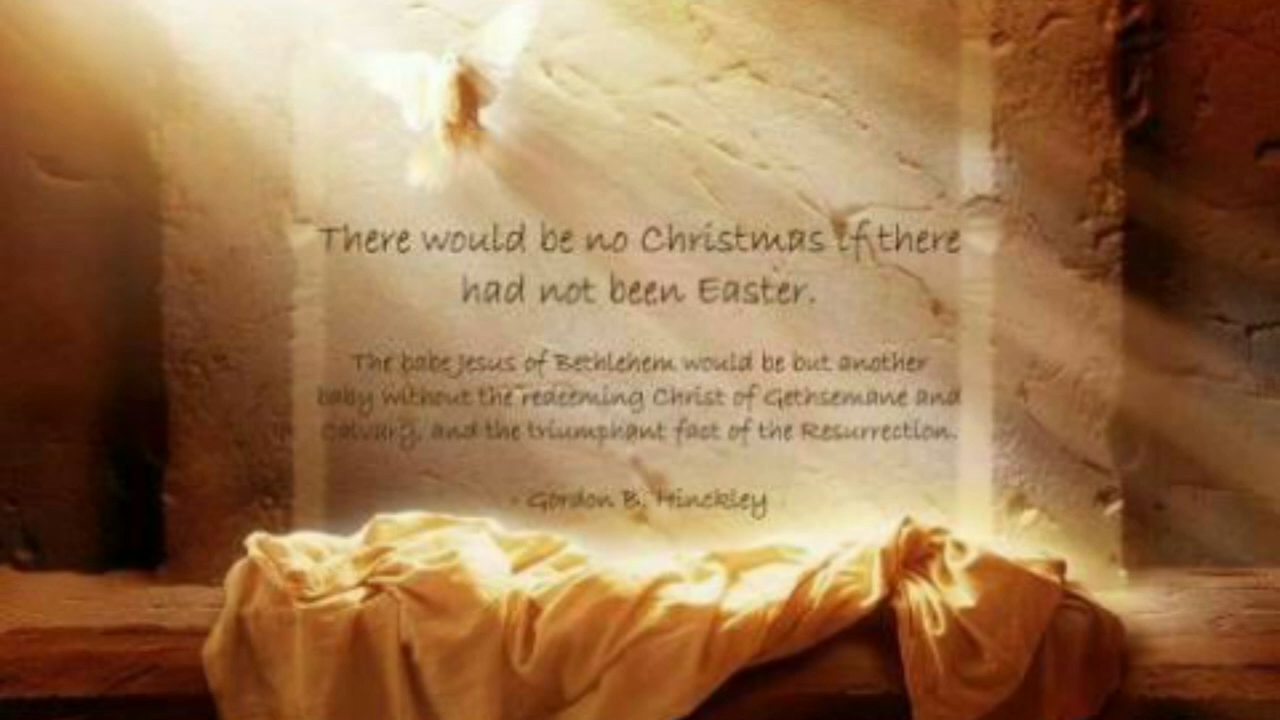 There would be no Christmas if there
had not been Easter.
The babe Jesus of Bethlehem would be but another
baby without the redeeming Christ of Gethsemane and
Calvary, and the triumphant fact of the Resurrection.
- Gordon B. Hinckley